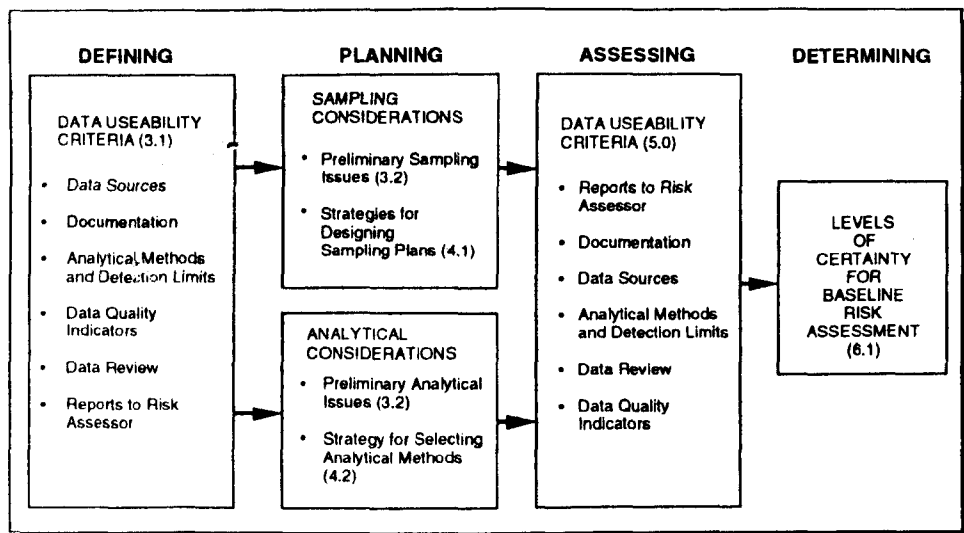 DEFINING
DATA USEABILITY
CRITERIA (3.1)
• Data Sources
• Documentation
• Analytical Methods
and Detection Limits
• Data Quality
Indicators
• Data Review
• Reports to Risk
Assessor
PLANNING
SAMPLING
CONSIDERATIONS
• Preliminary Sampling
Issues (3.2)
• Strategies for
Designing
Sampling Plans (4.1)
ANALYTICAL
CONSIDERATIONS
• Preliminary Analytical
Issues (3.2)
• Strategy for Selecting
Analytical Methods
(4.2)
ASSESSING
DATA USEABILITY
CRITERIA (5.0)
• Reports to Risk
Assessor
• Documentation
• Data Sources
• Analytical Methods
and Detection Limits
• Data Review
• Data Quality
Indicators
DETERMINING
LEVELS
OF
CERTAINTY
FOR
BASELINE
RISK
ASSESSMENT
(6.1)